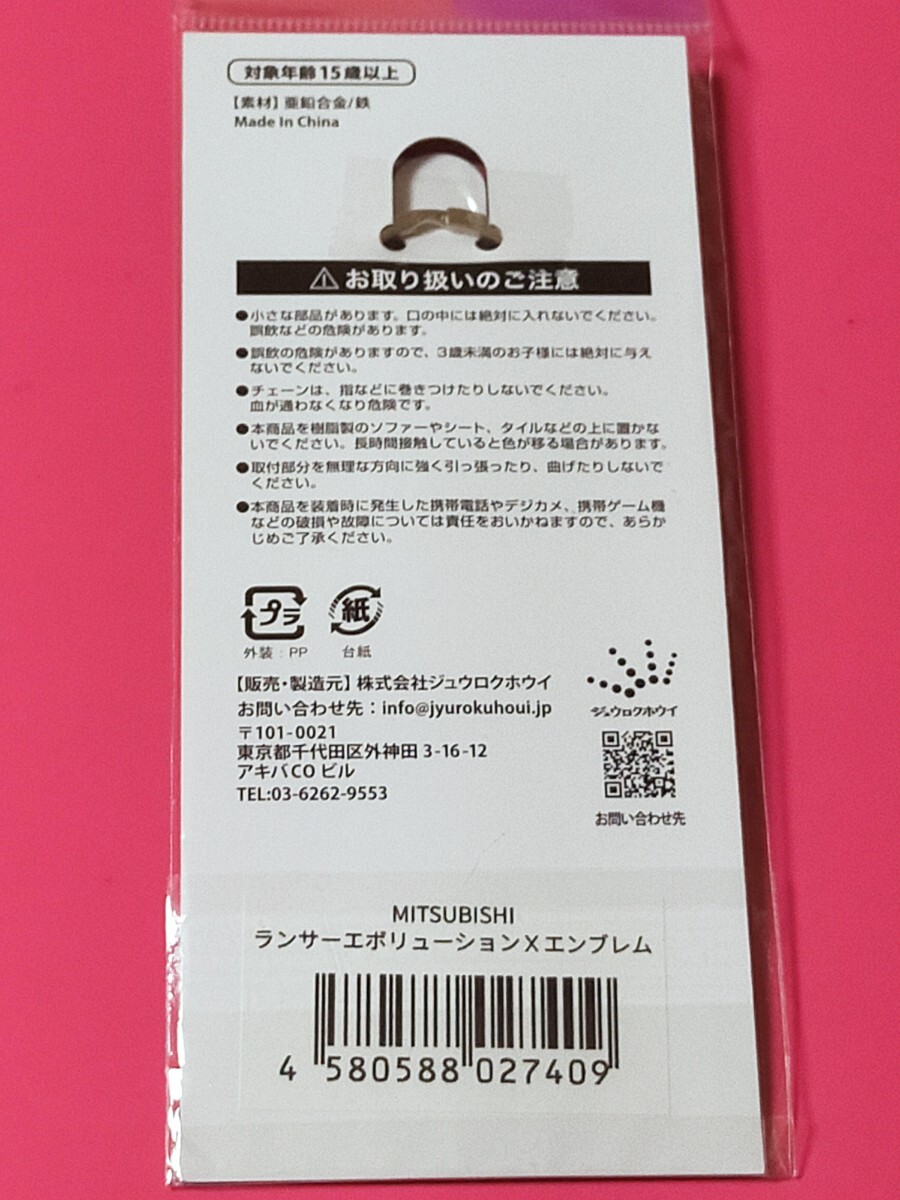 対象年齢15歳以上
【素材】亜鉛合金/鉄
Made In China
⚠お取り扱いのご注意
●小さな部品があります。口の中には絶対に入れないでください。
誤飲などの危険があります。
●誤飲の危険がありますので、3歳未満のお子様には絶対に与え
ないでください。
●チェーンは、指などに巻きつけたりしないでください。
血が通わなくなり危険です。
●本商品を樹脂製のソファーやシート、タイルなどの上に置かな
いでください。長時間接触していると色が移る場合があります。
●取付部分を無理な方向に強く引っ張ったり、曲げたりしないで
ください。
●本商品を装着時に発生した携帯電話やデジカメ、携帯ゲーム機
などの破損や故障については責任をおいかねますので、あらか
じめご了承ください。
プラ
紙
外装:PP
台紙
【販売・製造元】株式会社ジュウロクホウイ
お問い合わせ先:info@jyurokuhoui.jp
〒101-0021
東京都千代田区外神田3-16-12
アキバCOビル
TEL:03-6262-9553
ジュウロクホウイ
お問い合わせ先
MITSUBISHI
ランサーエボリューションXエンブレム
4 580588 027409